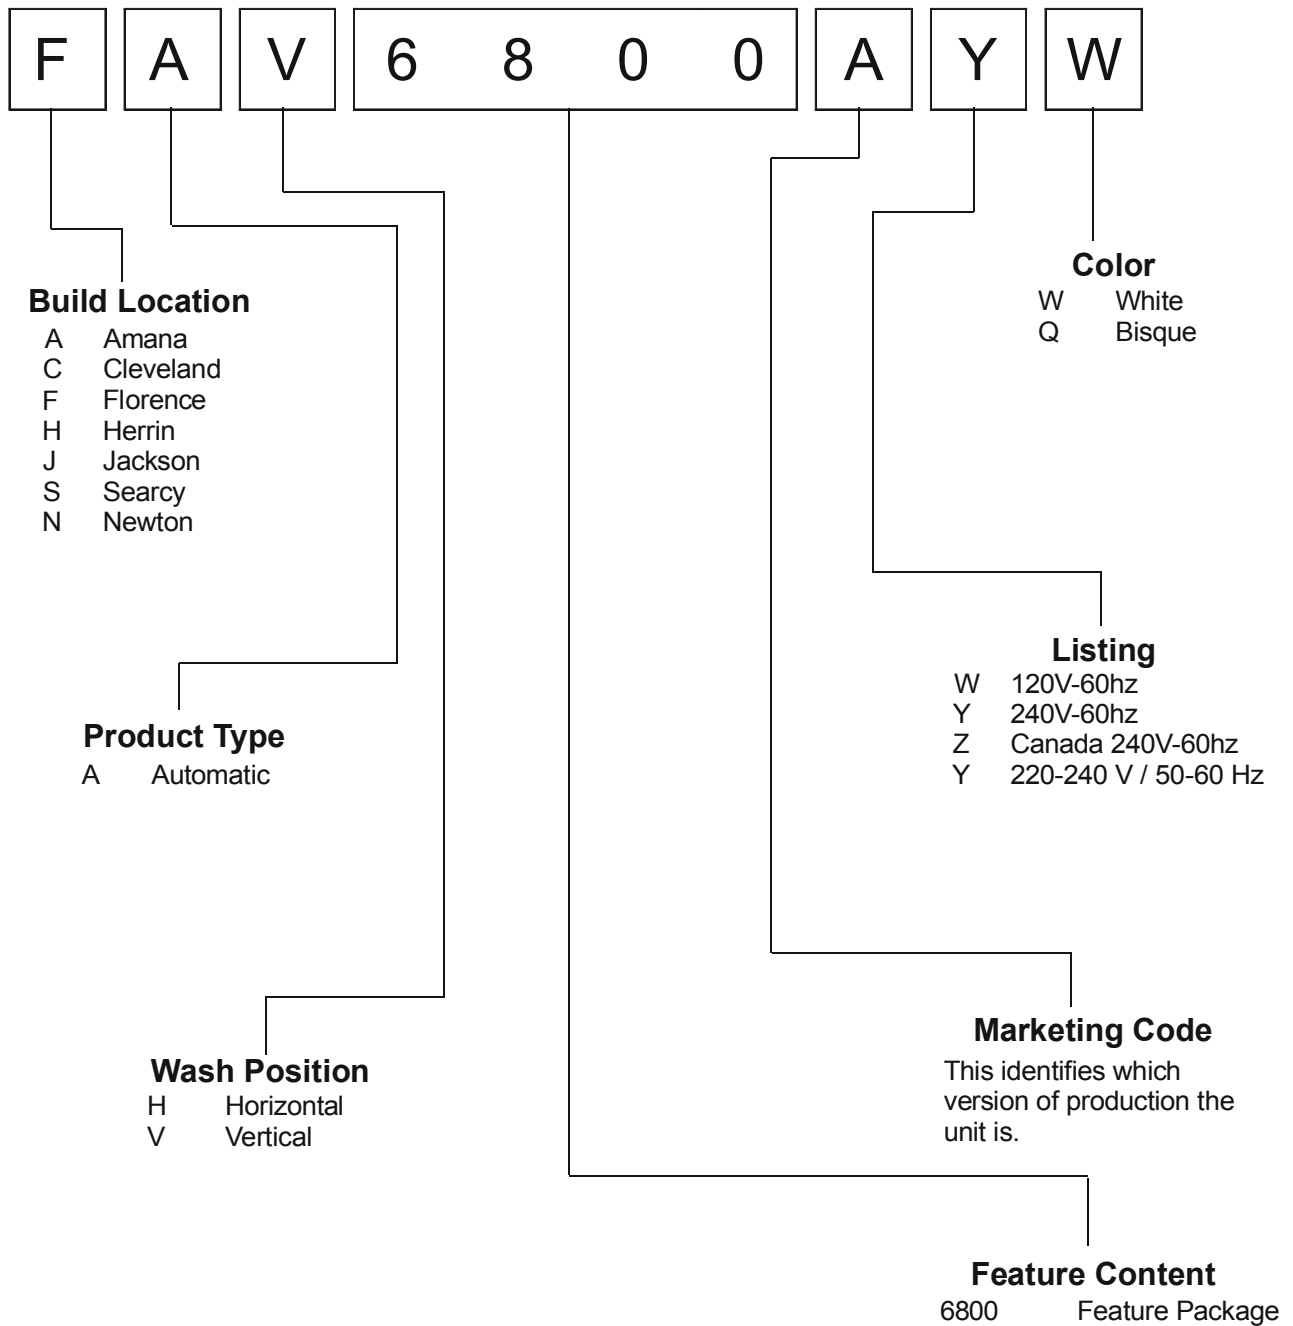 F A V 6 8 0 0 A Y W
Color
W White
Q Bisque
Build Location
A Amana
C Cleveland
F Florence
H Herrin
J Jackson
S Searcy
N Newton
Listing
W 120V-60hz
Y 240V-60hz
Z Canada 240V-60hz
Y 220-240 V / 50-60 Hz
Product Type
A Automatic
Marketing Code
This identifies which
version of production the
unit is.
Wash Position
H Horizontal
V Vertical
Feature Content
6800 Feature Package